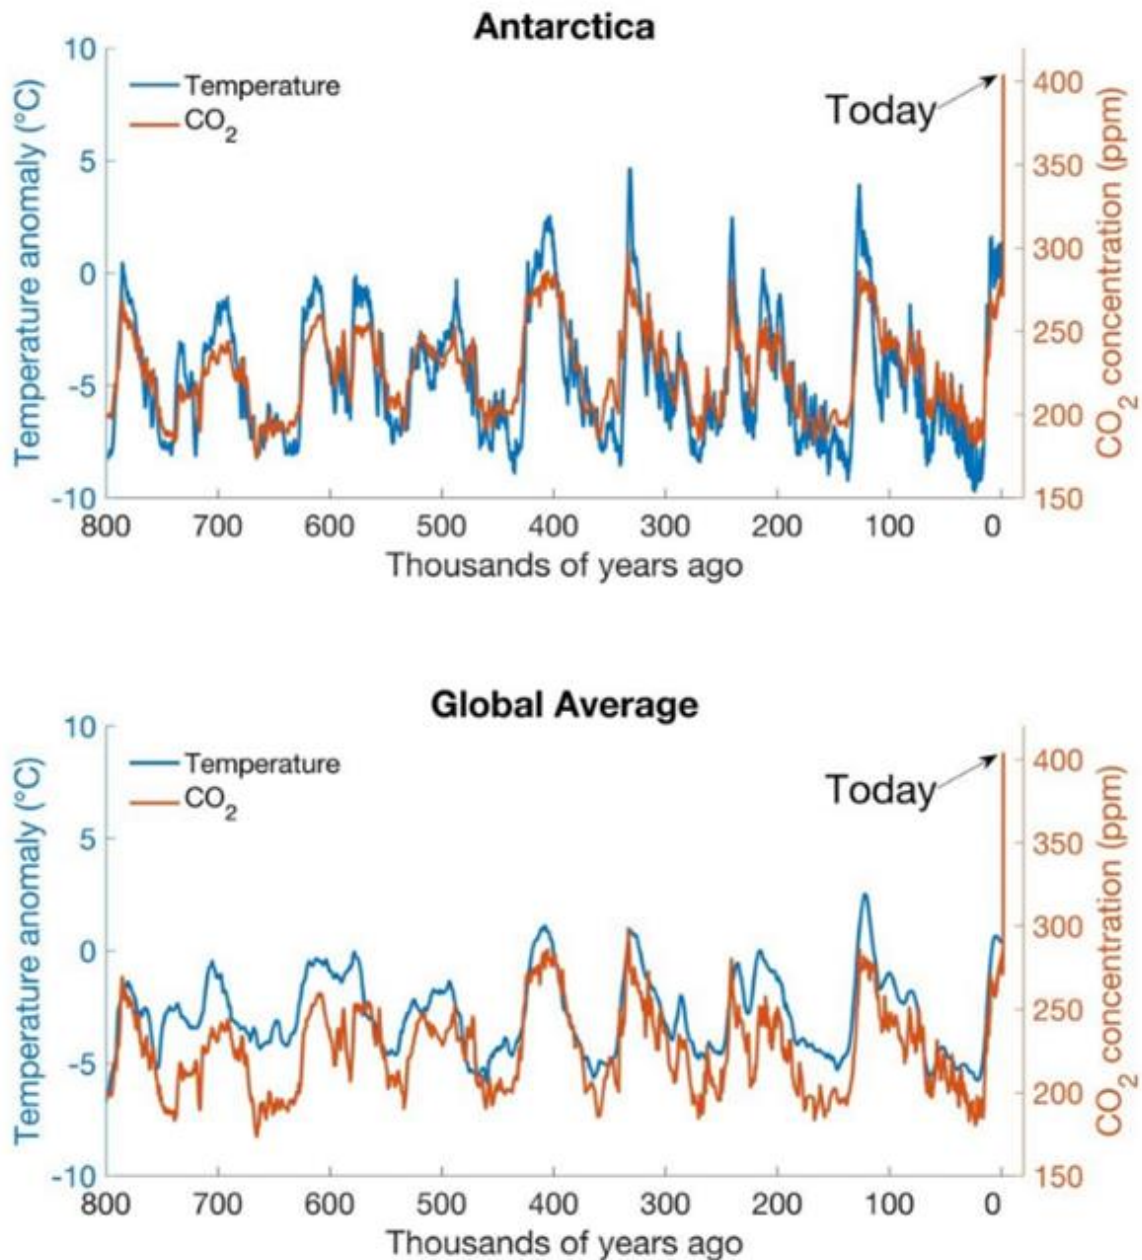 Antarctica
Temperature anomaly (°C)
10
5
0
-5
-10
Temperature
CO₂
Today
400
350
300
250
200
150
CO₂ concentration (ppm)
800 700 600 500 400 300 200 100 0
Thousands of years ago
Global Average
Temperature anomaly (°C)
10
5
0
-5
-10
Temperature
CO₂
Today
400
350
300
250
200
150
CO₂ concentration (ppm)
800 700 600 500 400 300 200 100 0
Thousands of years ago